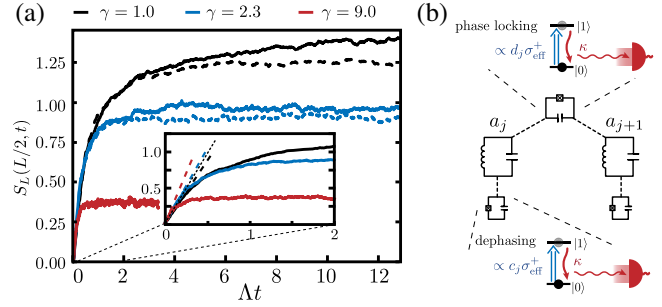 (a)
γ = 1.0 γ = 2.3 γ = 9.0
S_L(L/2, t)
1.25
1.00
0.75
0.50
0.25
0.00
0 2 4 6 8 10 12
Λt
1.0
0.5
0 1 2
(b)
phase locking
|1⟩
∝ d_jσ⁺_eff
κ
|0⟩
a_j
a_{j+1}
dephasing
|1⟩
∝ c_jσ⁺_eff
κ
|0⟩